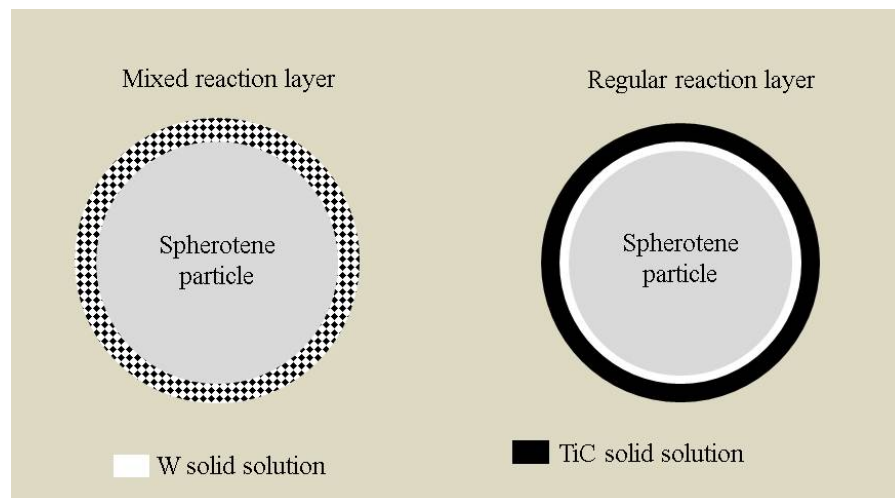 Mixed reaction layer
Regular reaction layer
Spherotene
particle
Spherotene
particle
W solid solution
TiC solid solution